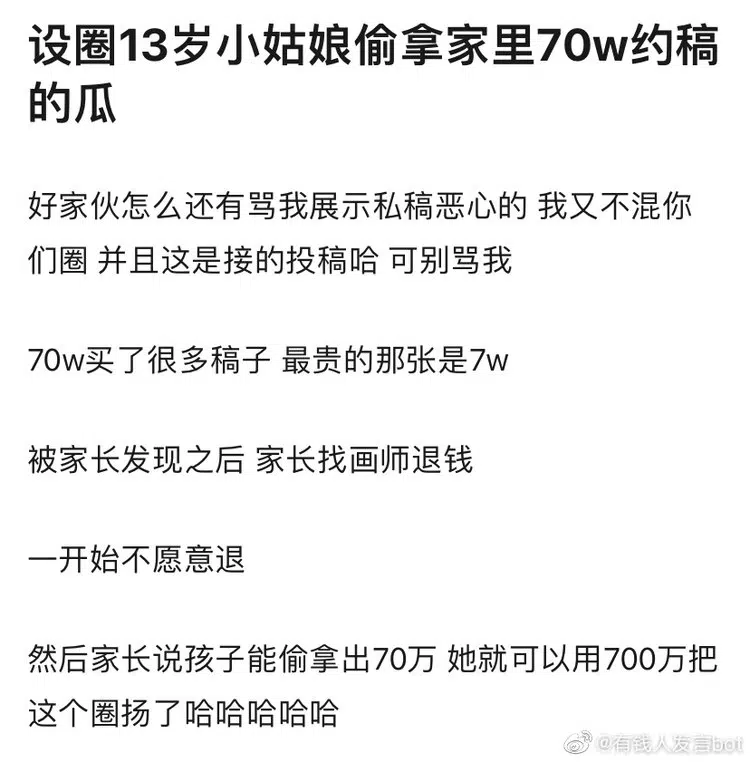 设圈13岁小姑娘偷拿家里70w约稿
的瓜
好家伙怎么还有骂我展示私稿恶心的 我又不混你
们圈 并且这是接的投稿哈 可别骂我
70w买了很多稿子 最贵的那张是7w
被家长发现之后 家长找画师退钱
一开始不愿意退
然后家长说孩子能偷拿出70万 她就可以用700万把
这个圈扬了哈哈哈哈哈
@有钱人发言bot